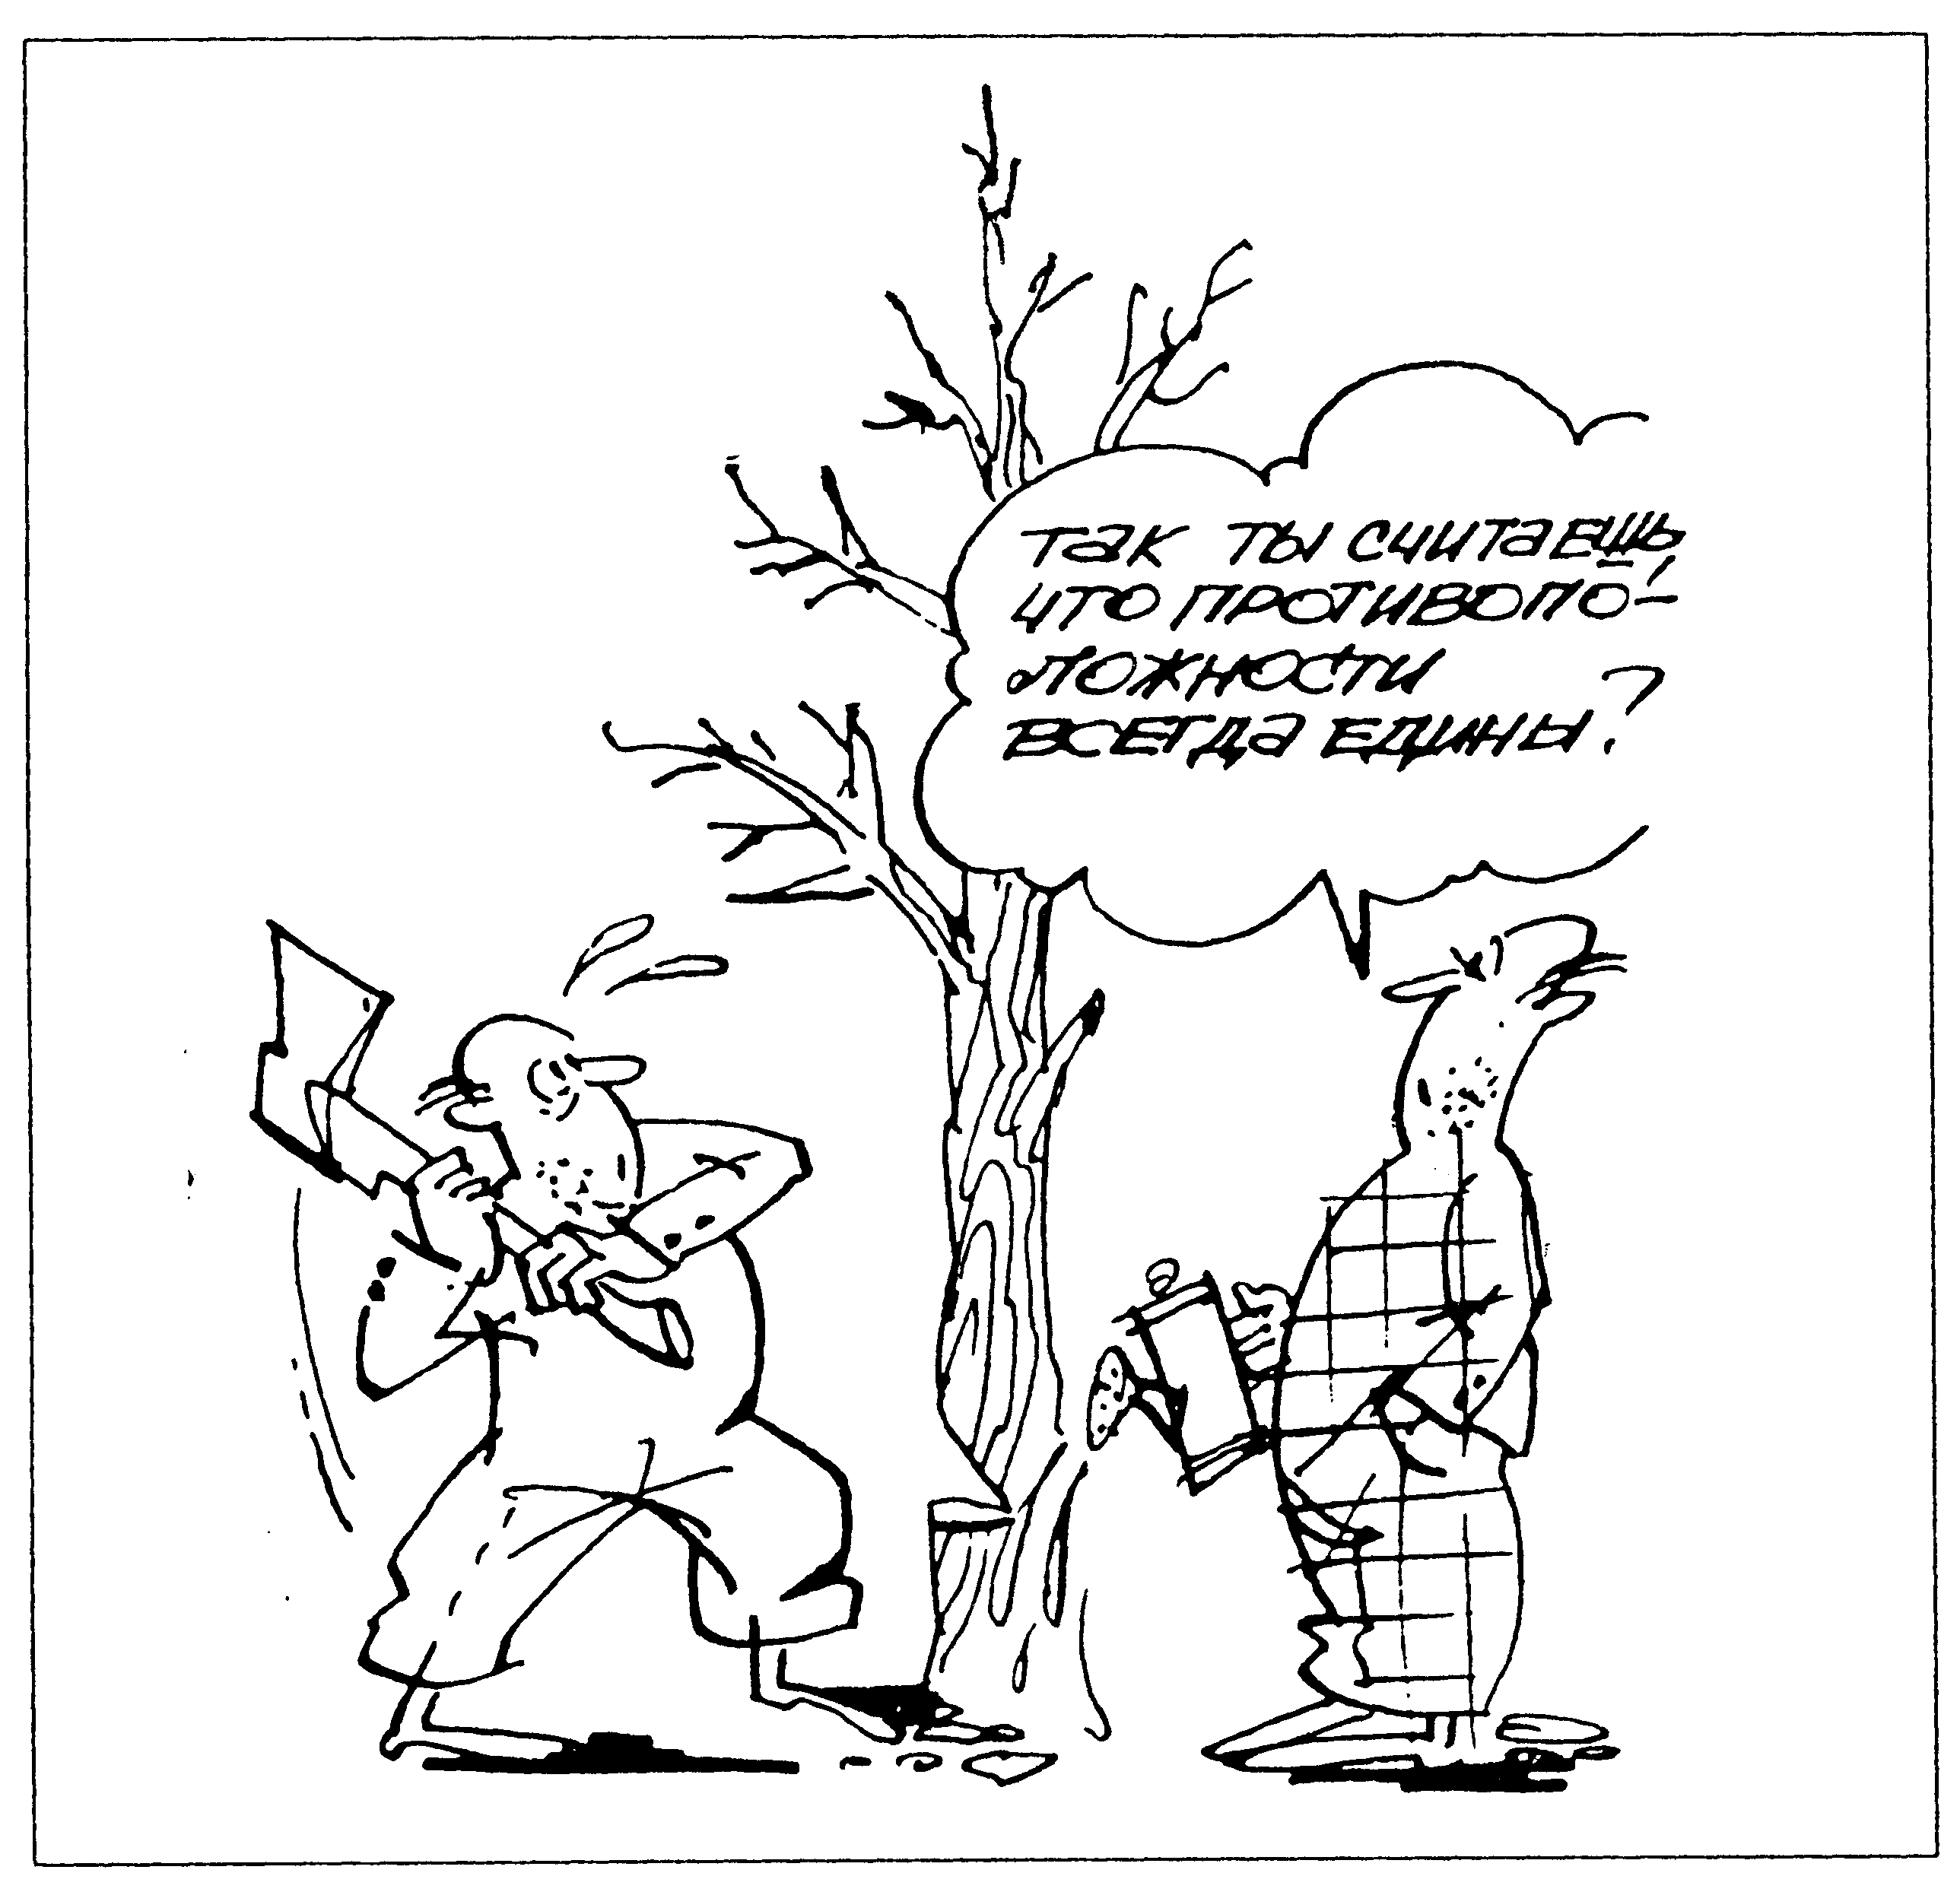 ТАК ТЫ СЧИТАЕШЬ,
ЧТО ПРОТИВОПО-
ЛОЖНОСТИ
ВСЕГДА ЕДИНЫ?